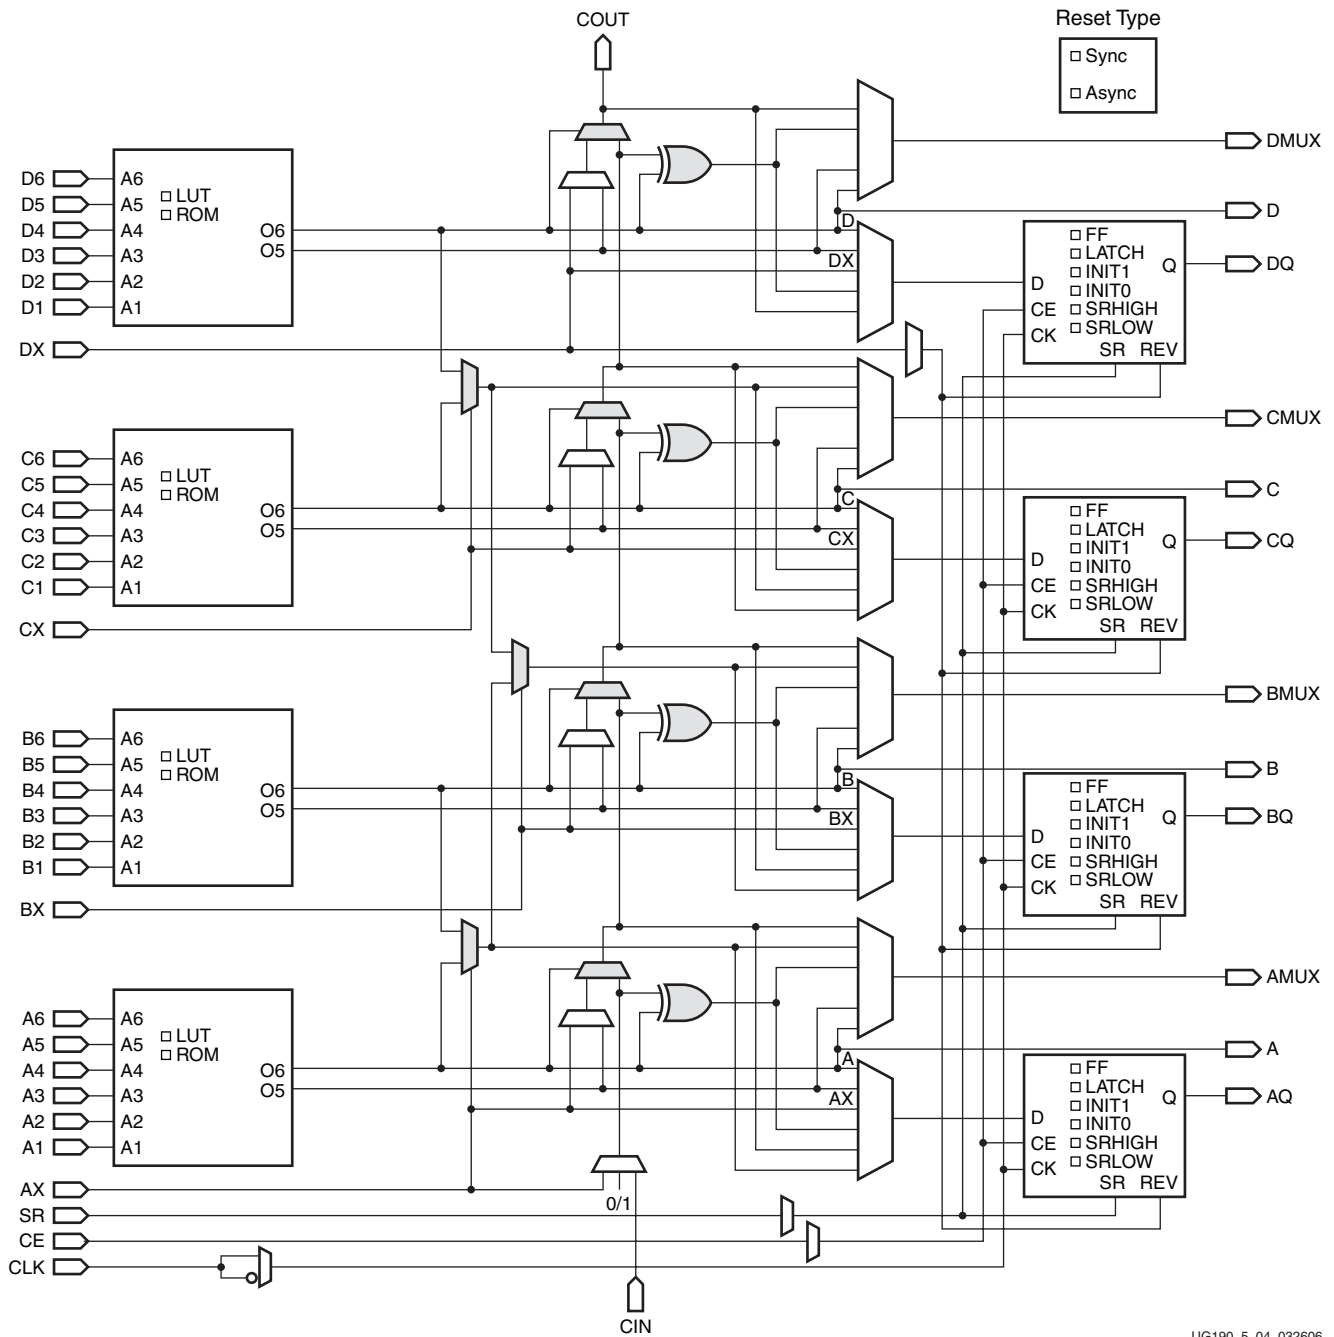 COUT
Reset Type
Sync
Async
DMUX
D6 A6 LUT
D5 A5 ROM
D4 A4 O6
D3 A3 O5
D2 A2
D1 A1
DX
D
DX
D
FF
LATCH
INIT1
INIT0
SRHIGH
SRLOW
D
CE
CK
Q
SR REV
DQ
CMUX
C6 A6 LUT
C5 A5 ROM
C4 A4 O6
C3 A3 O5
C2 A2
C1 A1
CX
C
CX
C
FF
LATCH
INIT1
INIT0
SRHIGH
SRLOW
D
CE
CK
Q
SR REV
CQ
BMUX
B6 A6 LUT
B5 A5 ROM
B4 A4 O6
B3 A3 O5
B2 A2
B1 A1
BX
B
BX
B
FF
LATCH
INIT1
INIT0
SRHIGH
SRLOW
D
CE
CK
Q
SR REV
BQ
AMUX
A6 A6 LUT
A5 A5 ROM
A4 A4 O6
A3 A3 O5
A2 A2
A1 A1
AX
A
AX
A
FF
LATCH
INIT1
INIT0
SRHIGH
SRLOW
D
CE
CK
Q
SR REV
AQ
0/1
SR
CE
CLK
CIN
UG190_5_04_032606